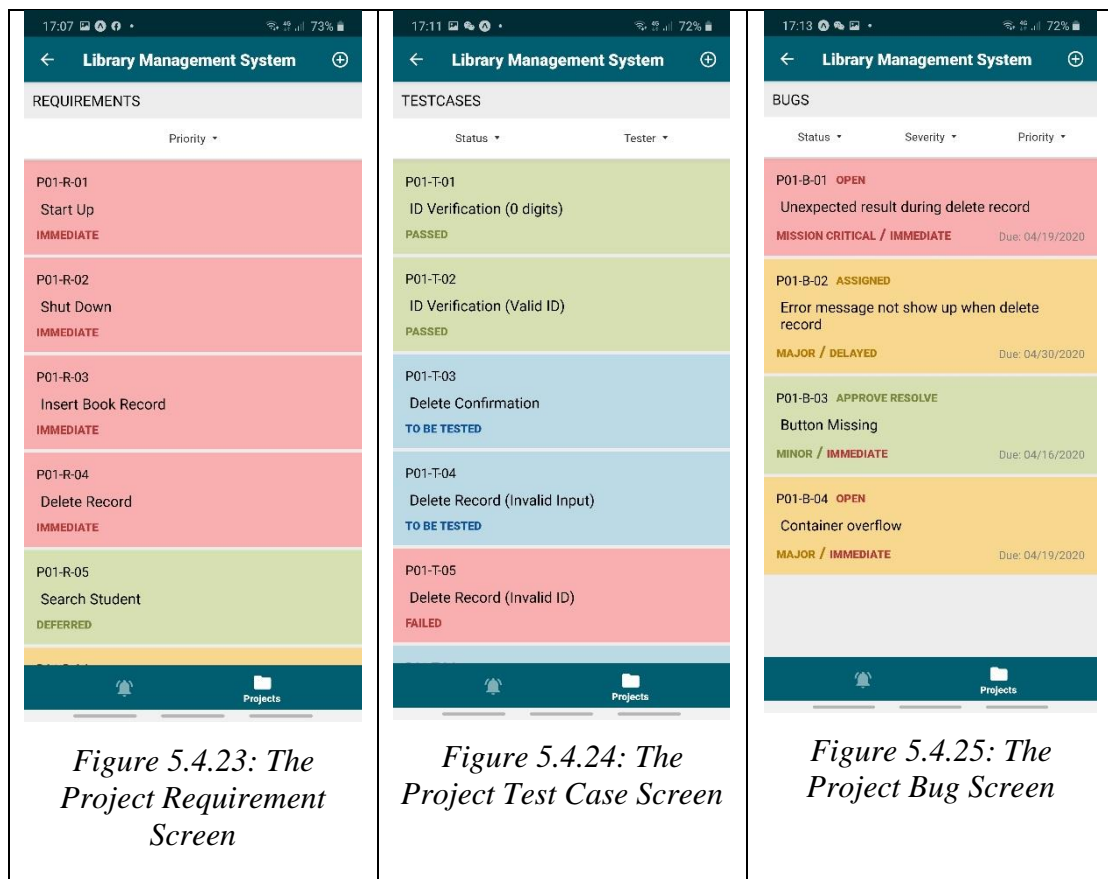 17:07
73%
Library Management System
REQUIREMENTS
Priority
P01-R-01
Start Up
IMMEDIATE
P01-R-02
Shut Down
IMMEDIATE
P01-R-03
Insert Book Record
IMMEDIATE
P01-R-04
Delete Record
IMMEDIATE
P01-R-05
Search Student
DEFERRED
Projects
Figure 5.4.23: The
Project Requirement
Screen
17:11
72%
Library Management System
TESTCASES
Status Tester
P01-T-01
ID Verification (0 digits)
PASSED
P01-T-02
ID Verification (Valid ID)
PASSED
P01-T-03
Delete Confirmation
TO BE TESTED
P01-T-04
Delete Record (Invalid Input)
TO BE TESTED
P01-T-05
Delete Record (Invalid ID)
FAILED
Projects
Figure 5.4.24: The
Project Test Case Screen
17:13
72%
Library Management System
BUGS
Status Severity Priority
P01-B-01 OPEN
Unexpected result during delete record
MISSION CRITICAL / IMMEDIATE Due: 04/19/2020
P01-B-02 ASSIGNED
Error message not show up when delete
record
MAJOR / DELAYED Due: 04/30/2020
P01-B-03 APPROVE RESOLVE
Button Missing
MINOR / IMMEDIATE Due: 04/16/2020
P01-B-04 OPEN
Container overflow
MAJOR / IMMEDIATE Due: 04/19/2020
Projects
Figure 5.4.25: The
Project Bug Screen